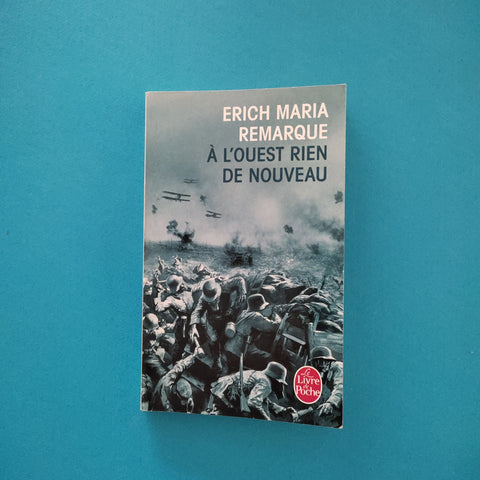 ERICH MARIA
REMARQUE
À L'OUEST RIEN
DE NOUVEAU
Le
Livre
de
Poche